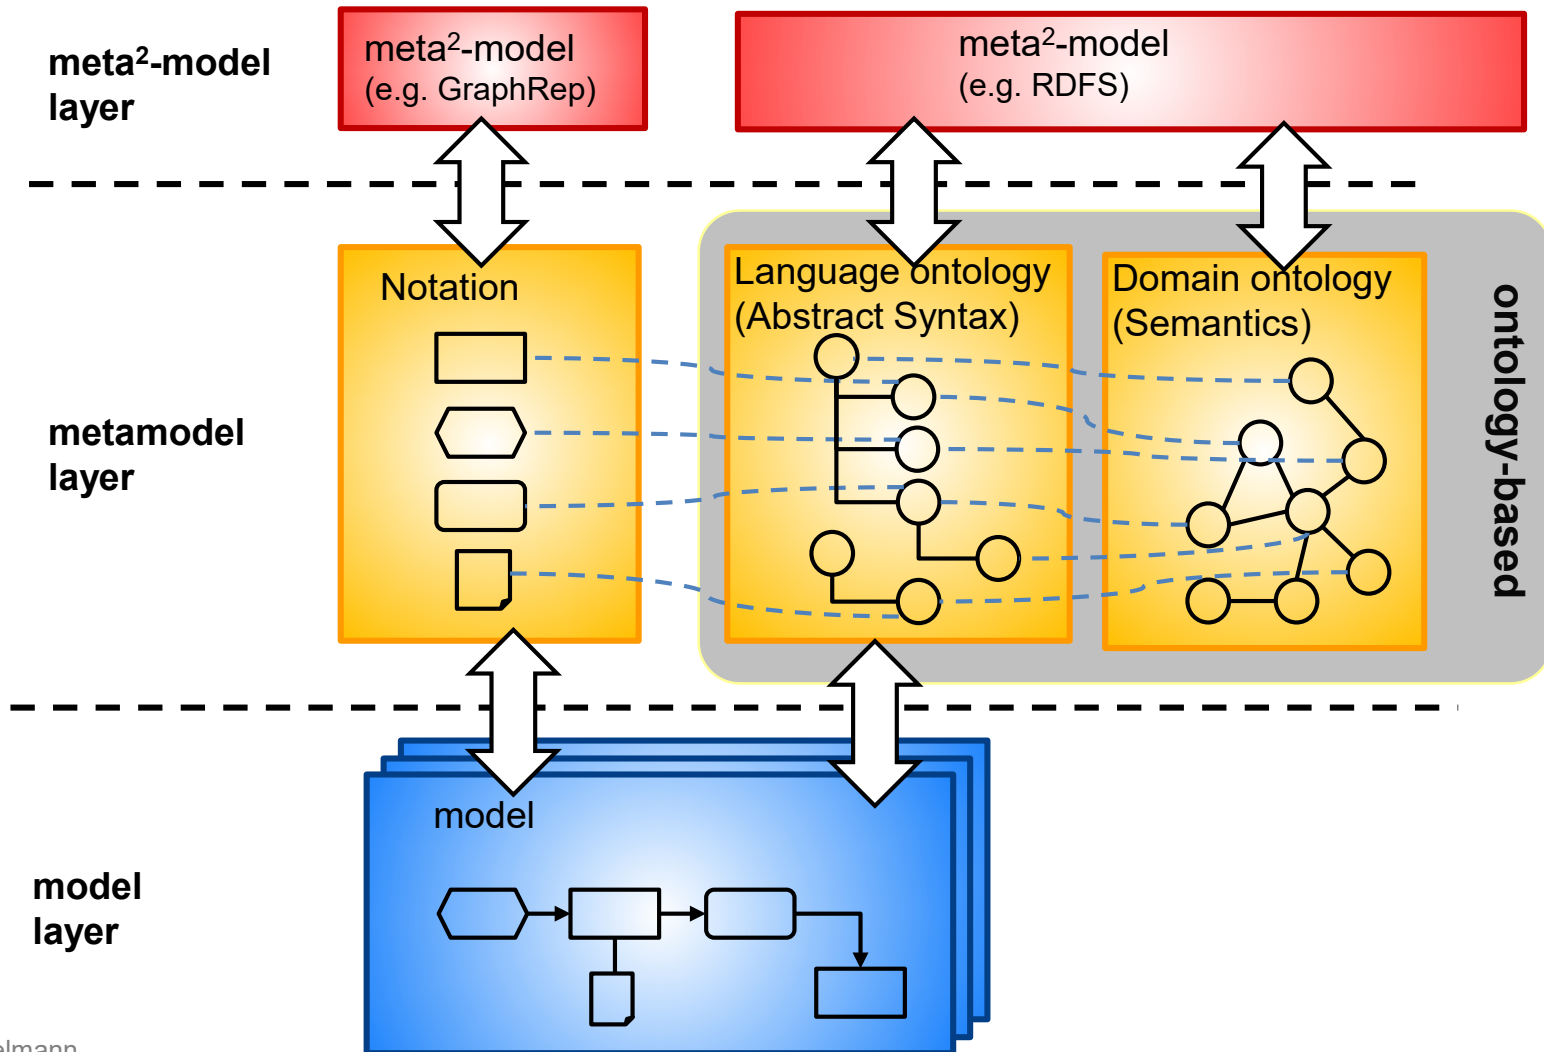 meta²-model
layer
meta²-model
(e.g. GraphRep)
meta²-model
(e.g. RDFS)
metamodel
layer
Notation
Language ontology
(Abstract Syntax)
Domain ontology
(Semantics)
ontology-based
model
layer
model